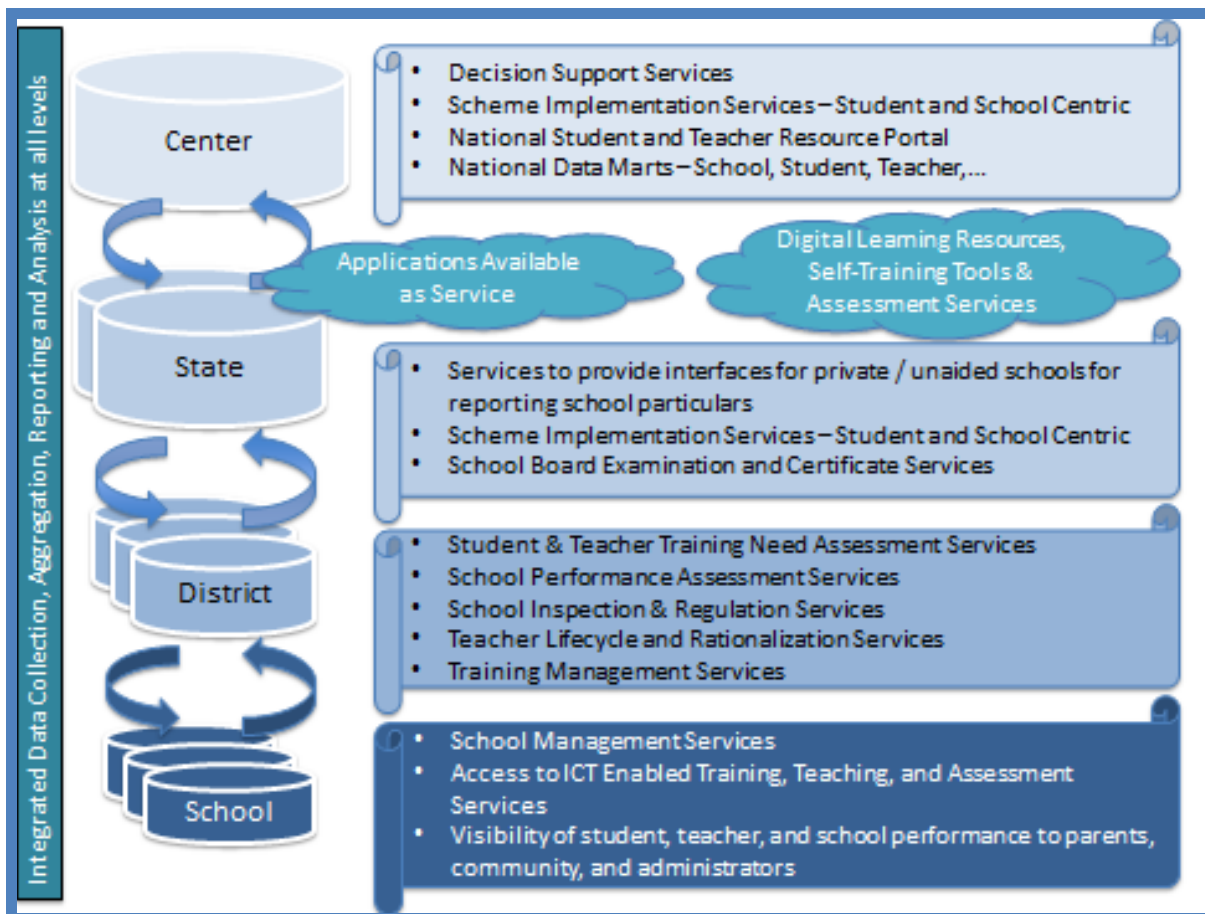 Integrated Data Collection, Aggregation, Reporting and Analysis at all levels
Center
• Decision Support Services
• Scheme Implementation Services – Student and School Centric
• National Student and Teacher Resource Portal
• National Data Marts – School, Student, Teacher,...
Applications Available
as Service
Digital Learning Resources,
Self-Training Tools &
Assessment Services
State
• Services to provide interfaces for private / unaided schools for
reporting school particulars
• Scheme Implementation Services – Student and School Centric
• School Board Examination and Certificate Services
District
• Student & Teacher Training Need Assessment Services
• School Performance Assessment Services
• School Inspection & Regulation Services
• Teacher Lifecycle and Rationalization Services
• Training Management Services
School
• School Management Services
• Access to ICT Enabled Training, Teaching, and Assessment
Services
• Visibility of student, teacher, and school performance to parents,
community, and administrators